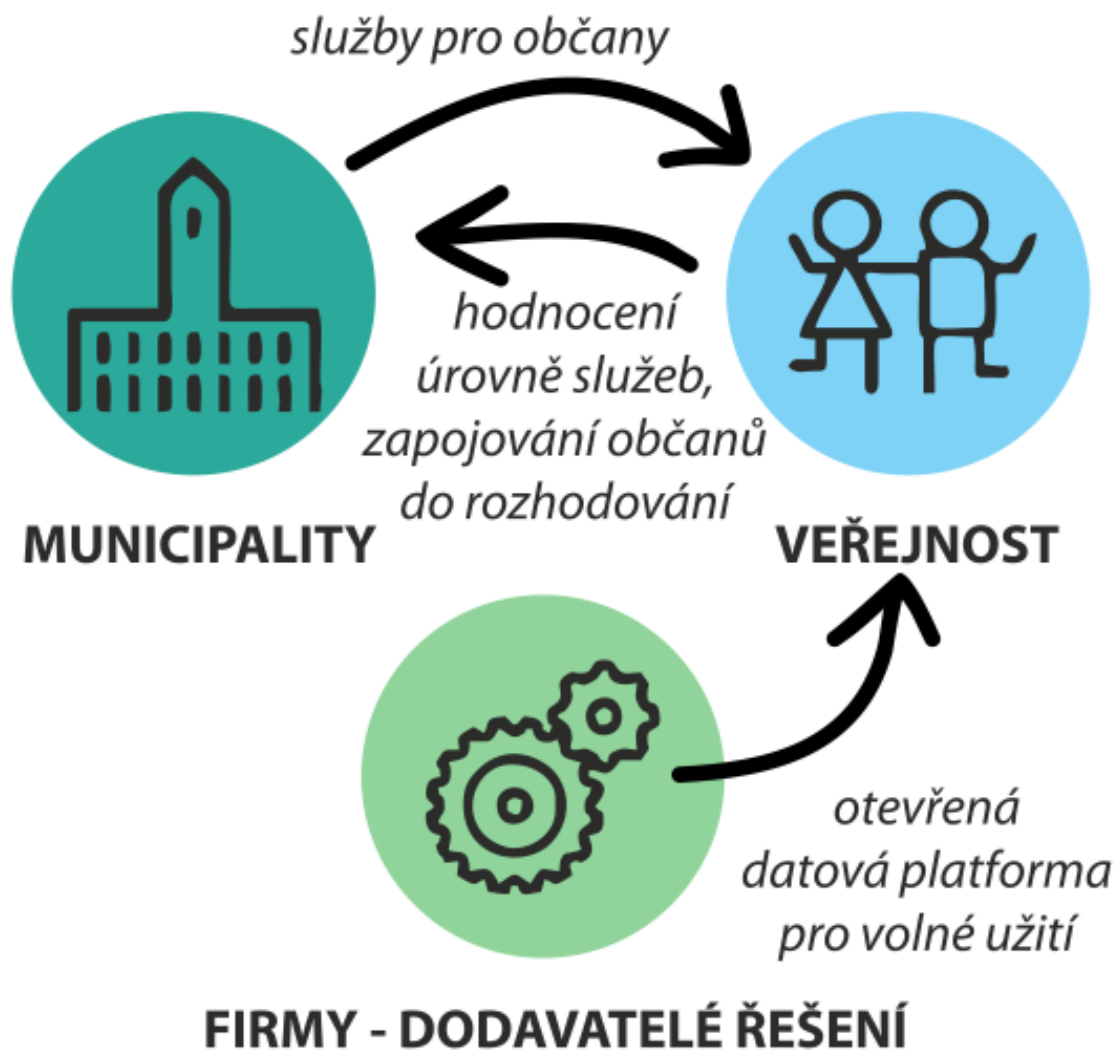 služby pro občany
hodnocení
úrovně služeb,
zapojování občanů
do rozhodování
MUNICIPALITY
VEŘEJNOST
otevřená
datová platforma
pro volné užití
FIRMY - DODAVATELÉ ŘEŠENÍ